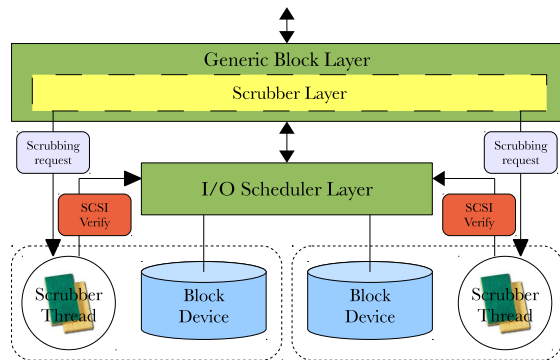 Generic Block Layer
Scrubber Layer
Scrubbing
request
Scrubbing
request
I/O Scheduler Layer
SCSI
Verify
SCSI
Verify
Scrubber
Thread
Block
Device
Block
Device
Scrubber
Thread